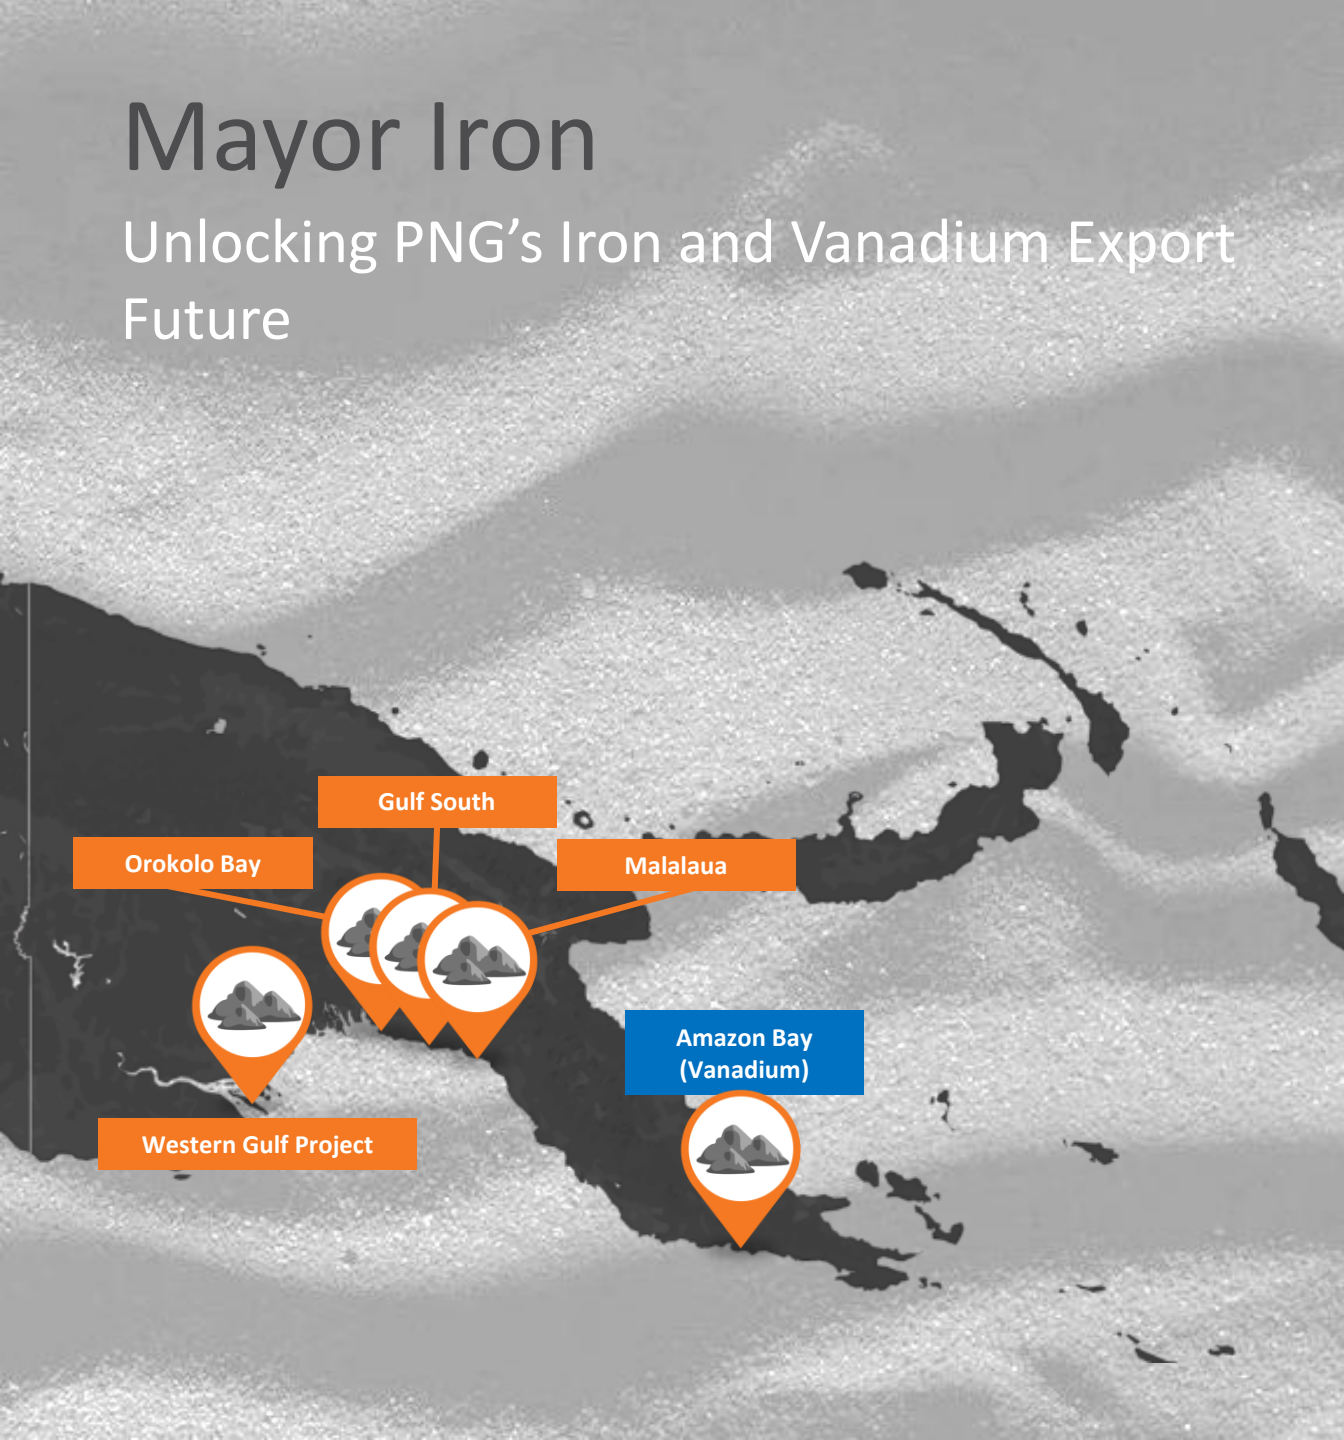 Mayor Iron
Unlocking PNG’s Iron and Vanadium Export
Future
Gulf South
Orokolo Bay
Malalaua
Amazon Bay
(Vanadium)
Western Gulf Project